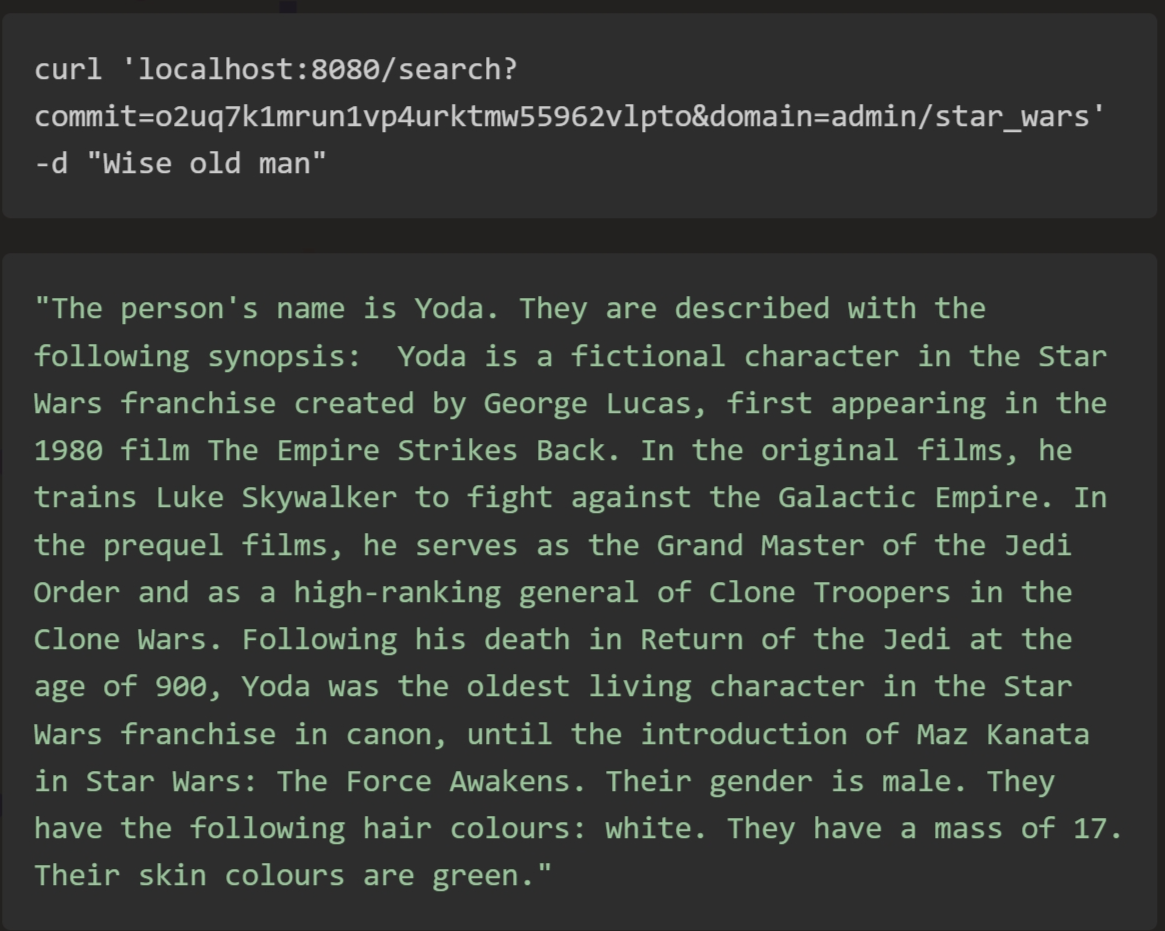 curl 'localhost:8080/search?
commit=o2uq7k1mrun1vp4urktmw55962vlpto&domain=admin/star_wars'
-d "Wise old man"
"The person's name is Yoda. They are described with the
following synopsis:  Yoda is a fictional character in the Star
Wars franchise created by George Lucas, first appearing in the
1980 film The Empire Strikes Back. In the original films, he
trains Luke Skywalker to fight against the Galactic Empire. In
the prequel films, he serves as the Grand Master of the Jedi
Order and as a high-ranking general of Clone Troopers in the
Clone Wars. Following his death in Return of the Jedi at the
age of 900, Yoda was the oldest living character in the Star
Wars franchise in canon, until the introduction of Maz Kanata
in Star Wars: The Force Awakens. Their gender is male. They
have the following hair colours: white. They have a mass of 17.
Their skin colours are green."